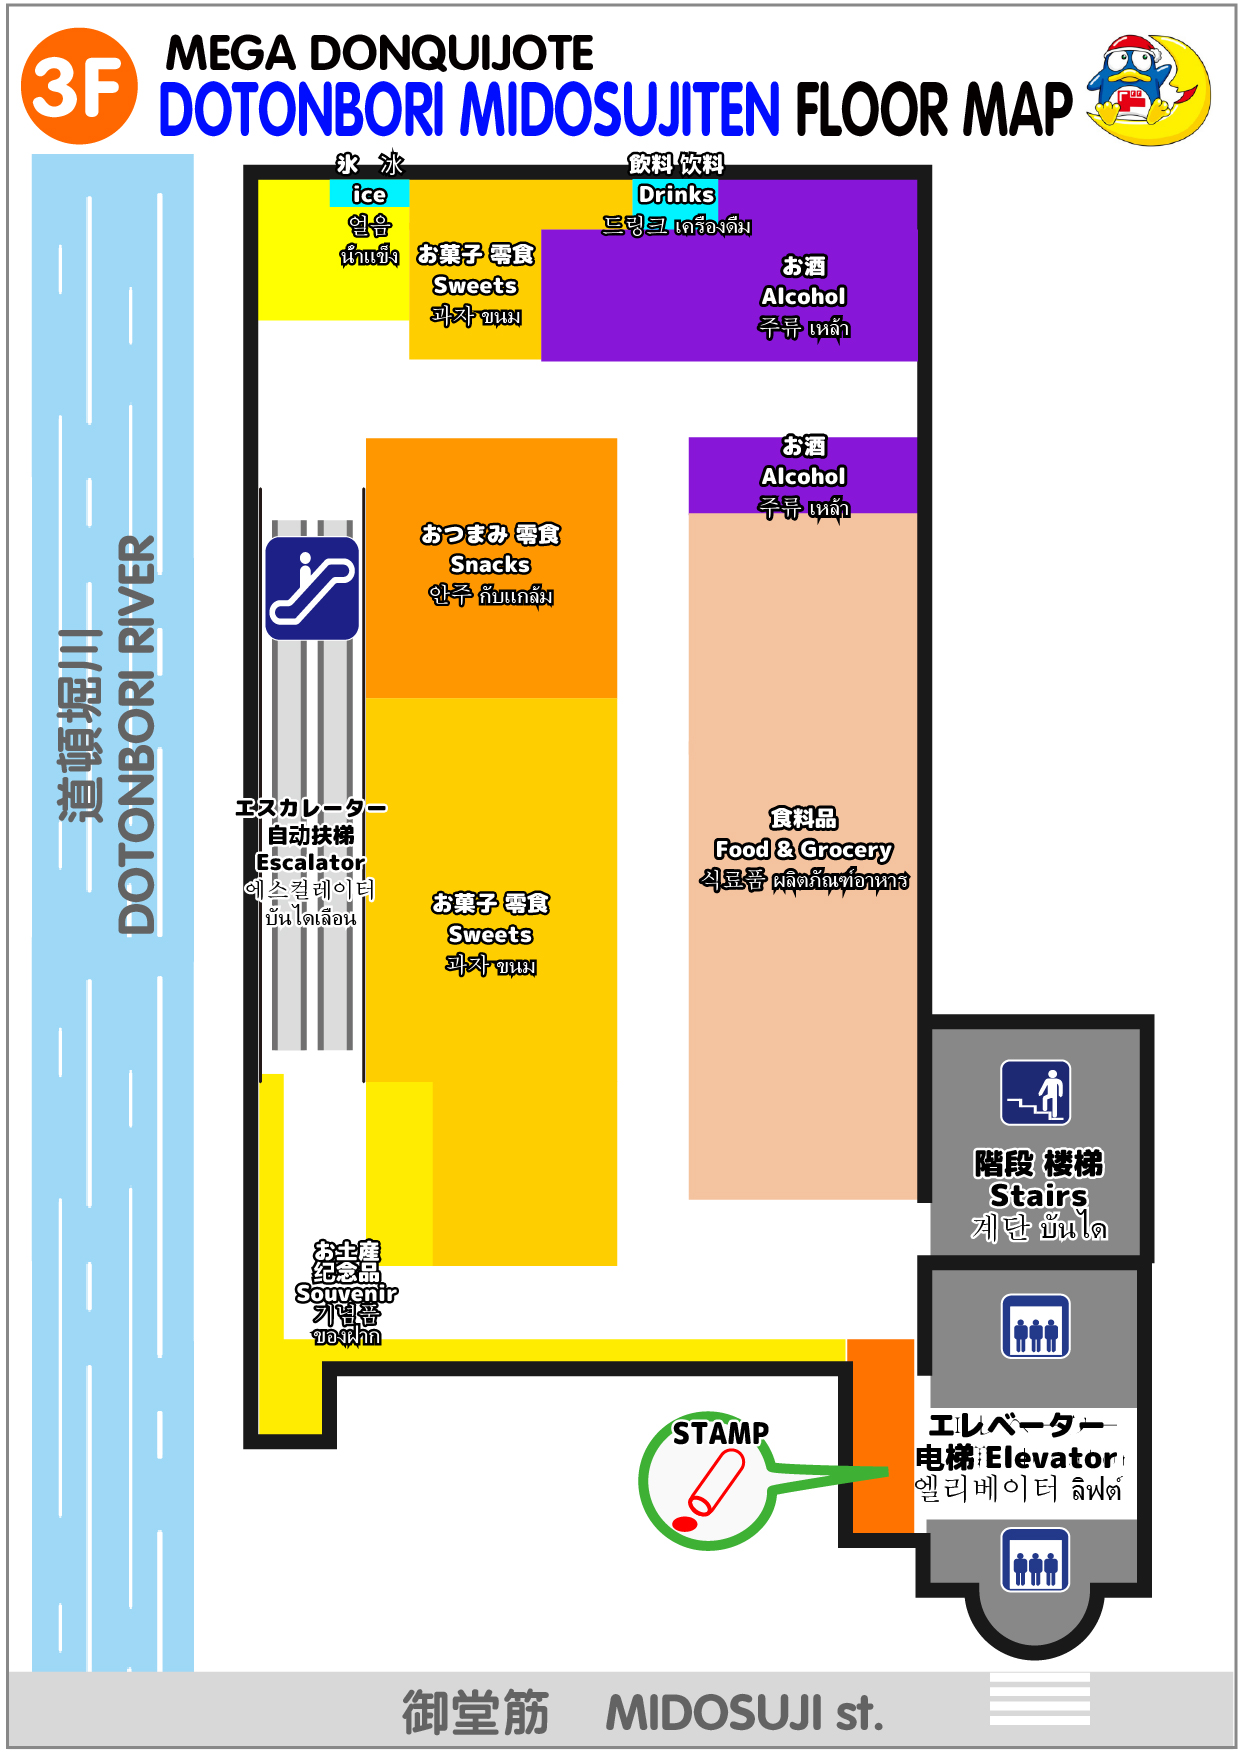 3F
MEGA DONQUIJOTE
DOTONBORI MIDOSUJITEN FLOOR MAP
氷 冰
ice
얼음
น้ำแข็ง
飲料 饮料
Drinks
드링크 เครื่องดื่ม
お菓子 零食
Sweets
과자 ขนม
お酒
Alcohol
주류 เหล้า
お酒
Alcohol
주류 เหล้า
おつまみ 零食
Snacks
안주 กับแกล้ม
道頓堀川
DOTONBORI RIVER
エスカレーター
自动扶梯
Escalator
에스컬레이터
บันไดเลื่อน
食料品
Food & Grocery
식료품 ผลิตภัณฑ์อาหาร
お菓子 零食
Sweets
과자 ขนม
階段 楼梯
Stairs
계단 บันได
お土産
纪念品
Souvenir
기념품
ของฝาก
STAMP
エレベーター
电梯 Elevator
엘리베이터 ลิฟต์
御堂筋 MIDOSUJI st.